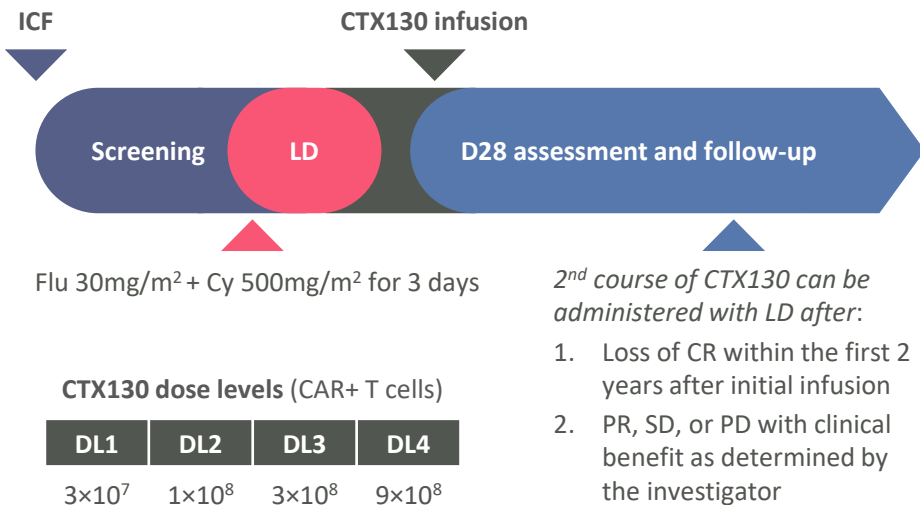 ICF
CTX130 infusion
Screening
LD
D28 assessment and follow-up
Flu 30mg/m² + Cy 500mg/m² for 3 days
2ⁿᵈ course of CTX130 can be
administered with LD after:
1. Loss of CR within the first 2
years after initial infusion
2. PR, SD, or PD with clinical
benefit as determined by
the investigator
CTX130 dose levels (CAR+ T cells)
DL1 DL2 DL3 DL4
3×10⁷ 1×10⁸ 3×10⁸ 9×10⁸